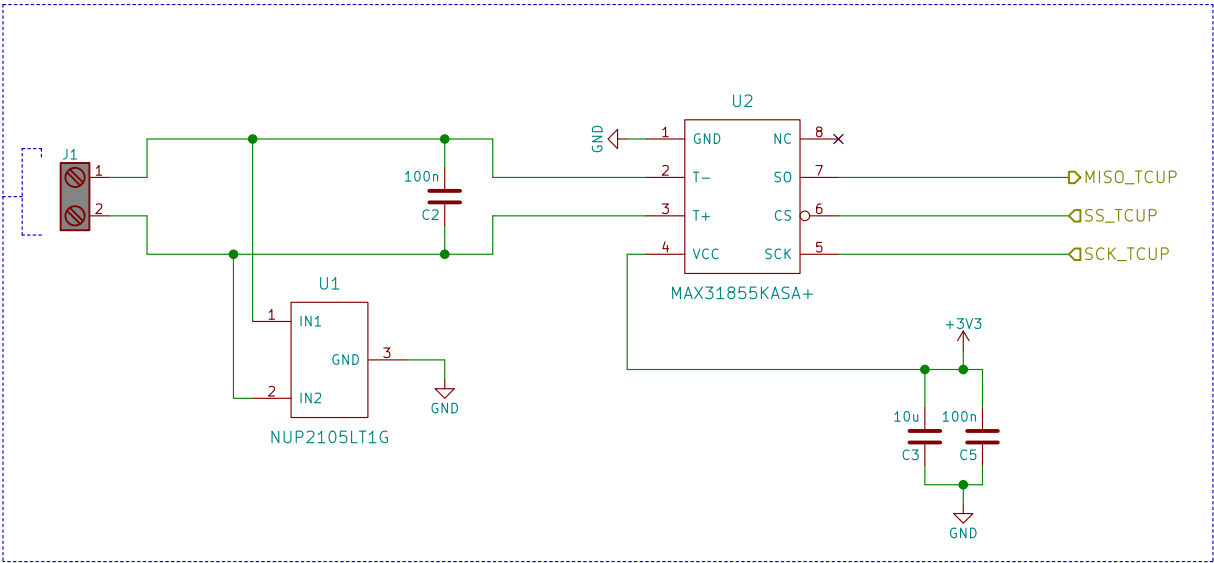 U2
GND
1
GND
NC
8
J1
1
100n
2
T-
SO
7
MISO_TCUP
2
C2
3
T+
CS
6
SS_TCUP
4
VCC
SCK
5
SCK_TCUP
U1
MAX31855KASA+
1
IN1
+3V3
GND
3
2
IN2
GND
10u
100n
NUP2105LT1G
C3
C5
GND